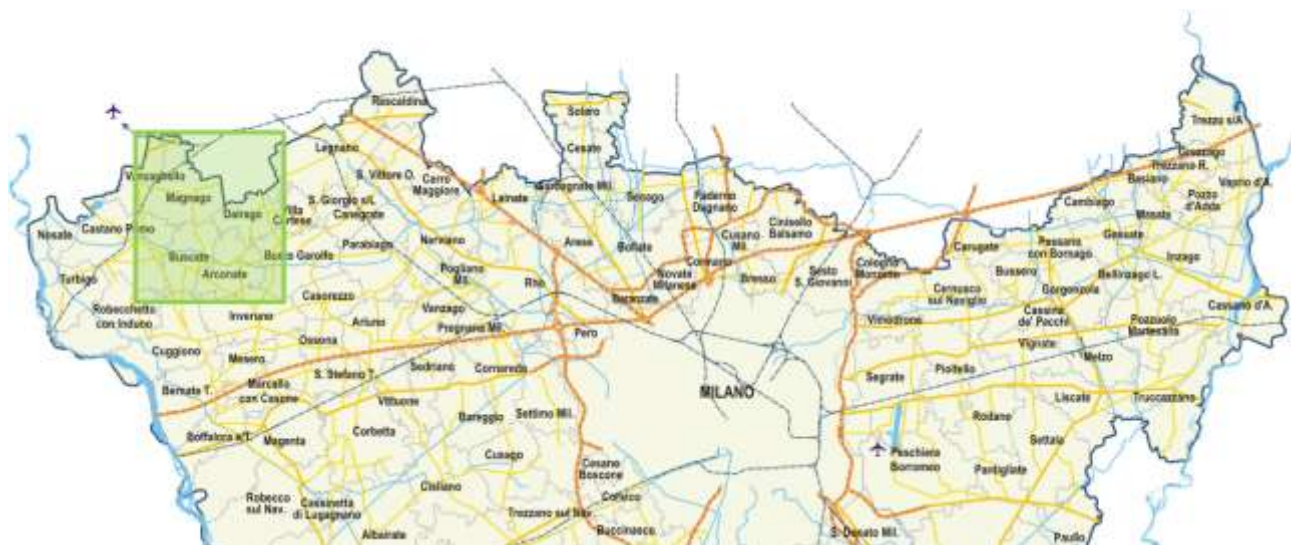 Rescaldina
Solaro
Trezzo s/A
Legnano
Cesate
Grezzago
Trezzano R.
Vanzaghello
S. Vittore O.
Cerro
Maggiore
Garbagnate Mil.
Basiano
Vaprio d'A.
Magnago
S. Giorgio s/L
Lainate
Senago
Paderno
Dugnano
Cambiago
Masate
Pozzo
d'Adda
Dairago
Villa
Cortese
Canegrate
Cinisello
Balsamo
Nosate
Castano Primo
Parabiago
Nerviano
Arese
Bollate
Cusano
Mil.
Carugate
Pessano
con Bornago
Gessate
Inzago
Buscate
Busto Garolfo
Cormano
Cologno
Monzese
Bussero
Bellinzago L.
Turbigo
Arconate
Pogliano
Mil.
Rho
Novate
Milanese
Bresso
Sesto
S. Giovanni
Cernusco
sul Naviglio
Gorgonzola
Robecchetto
con Induno
Casorezzo
Vanzago
Baranzate
Cassano d'A.
Inveruno
Arluno
Pregnana Mil.
Pero
Vimodrone
Cassina
de' Pecchi
Pozzuolo
Martesana
Cuggiono
Mesero
Ossona
Vignate
Melzo
Bernate T.
Marcallo
con Casone
S. Stefano T.
Sedriano
Cornaredo
MILANO
Segrate
Pioltello
Vittuone
Liscate
Truccazzano
Boffalora s/T.
Magenta
Corbetta
Bareggio
Settimo Mil.
Rodano
Settala
Cusago
Cesano
Boscone
Peschiera
Borromeo
Pantigliate
Robecco
sul Nav.
Cassinetta
di Lugagnano
Cisliano
Corsico
Trezzano sul Nav.
Albairate
Buccinasco
S. Donato Mil.
Paullo